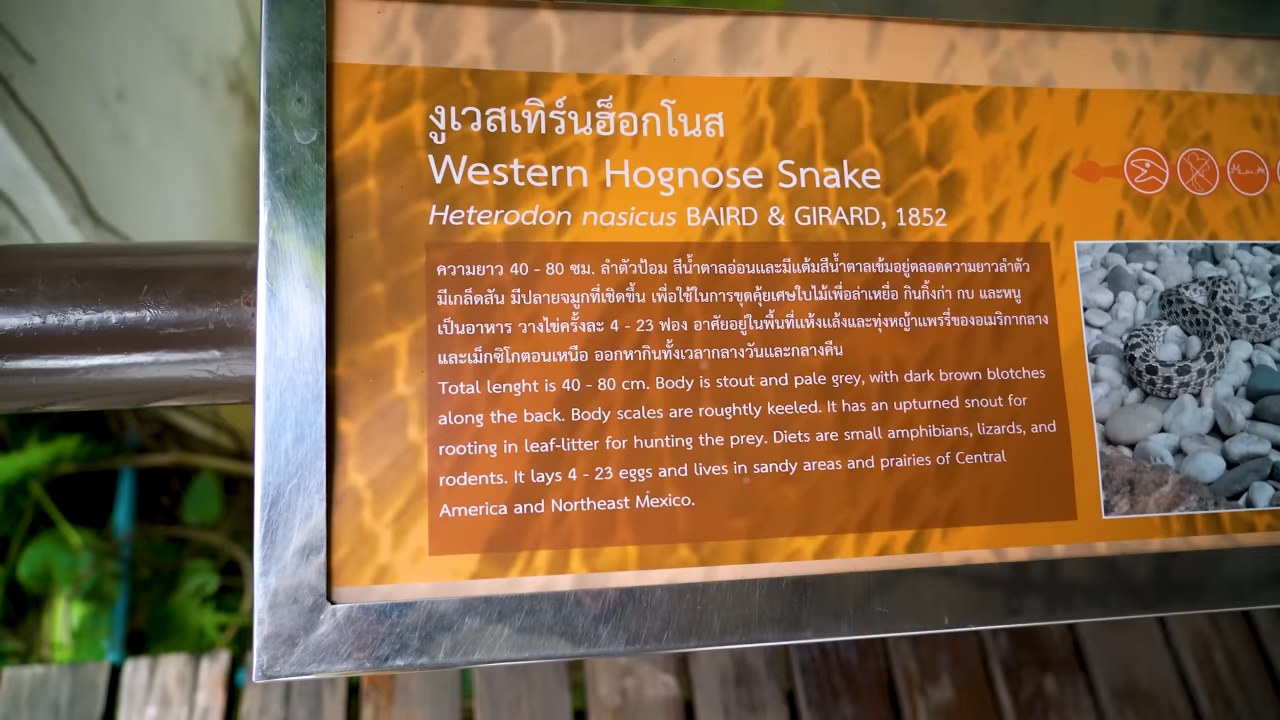 งูเวสเทิร์นฮ็อกโนส
Western Hognose Snake
Heterodon nasicus BAIRD & GIRARD, 1852
ความยาว 40 - 80 ซม. ลำตัวป้อม สีน้ำตาลอ่อนและมีแต้มสีน้ำตาลเข้มอยู่ตลอดความยาวลำตัว
มีเกล็ดสัน มีปลายจมูกที่เชิดขึ้น เพื่อใช้ในการขุดคุ้ยเศษใบไม้เพื่อล่าเหยื่อ กินกิ้งก่า กบ และหนู
เป็นอาหาร วางไข่ครั้งละ 4 - 23 ฟอง อาศัยอยู่ในพื้นที่แห้งแล้งและทุ่งหญ้าแพรรี่ของอเมริกากลาง
และเม็กซิโกตอนเหนือ ออกหากินทั้งเวลากลางวันและกลางคืน
Total lenght is 40 - 80 cm. Body is stout and pale grey, with dark brown blotches
along the back. Body scales are roughtly keeled. It has an upturned snout for
rooting in leaf-litter for hunting the prey. Diets are small amphibians, lizards, and
rodents. It lays 4 - 23 eggs and lives in sandy areas and prairies of Central
America and Northeast Mexico.